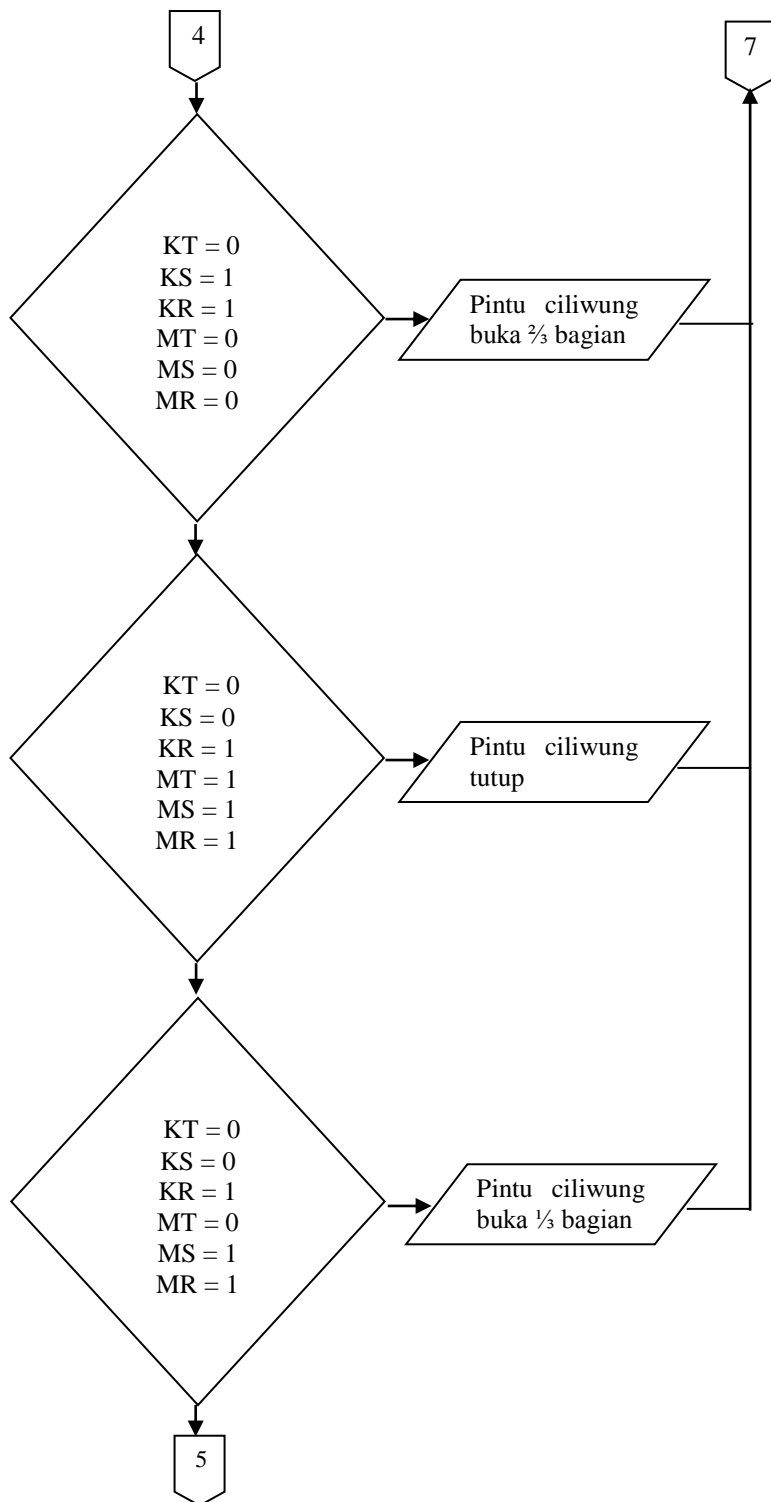 4
7
KT = 0
KS = 1
KR = 1
MT = 0
MS = 0
MR = 0
Pintu ciliwung
buka ⅔ bagian
KT = 0
KS = 0
KR = 1
MT = 1
MS = 1
MR = 1
Pintu ciliwung
tutup
KT = 0
KS = 0
KR = 1
MT = 0
MS = 1
MR = 1
Pintu ciliwung
buka ⅓ bagian
5